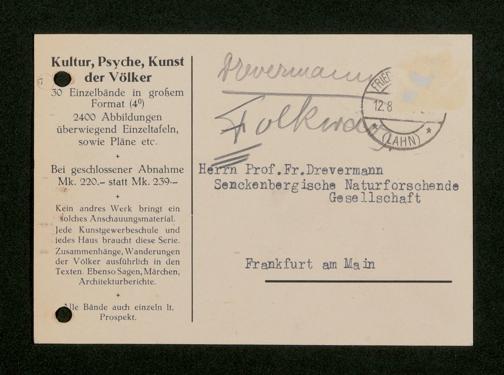 Kultur, Psyche, Kunst
der Völker
30 Einzelbände in großem
Format (4⁰)
2400 Abbildungen
überwiegend Einzeltafeln,
sowie Pläne etc.
Bei geschlossener Abnahme
Mk. 220.– statt Mk. 239.–
Kein andres Werk bringt ein
solches Anschauungsmaterial.
Jede Kunstgewerbeschule und
jedes Haus braucht diese Serie.
Zusammenhänge, Wanderungen
der Völker ausführlich in den
Texten. Ebenso Sagen, Märchen,
Architekturberichte.
Alle Bände auch einzeln lt.
Prospekt.
Drevermann
Folkwang
FRIED
12.8
(LAHN)
Herrn Prof.Fr.Drevermann
Senckenbergische Naturforschende
Gesellschaft
Frankfurt am Main